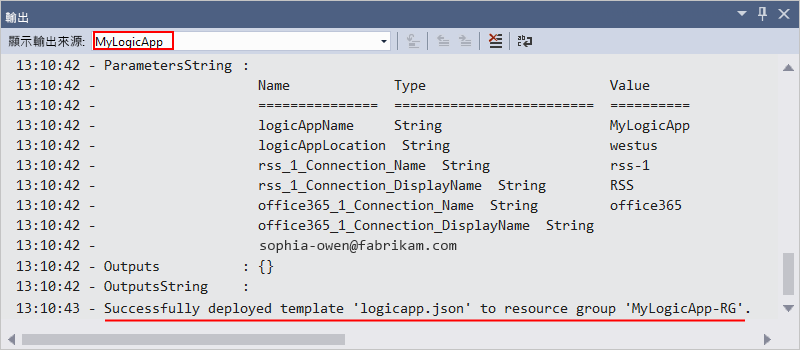 輸出
顯示輸出來源: MyLogicApp
13:10:42 - ParametersString :
13:10:42 - Name Type Value
13:10:42 - =============== ========================= ==========
13:10:42 - logicAppName String MyLogicApp
13:10:42 - logicAppLocation String westus
13:10:42 - rss_1_Connection_Name String rss-1
13:10:42 - rss_1_Connection_DisplayName String RSS
13:10:42 - office365_1_Connection_Name String office365
13:10:42 - office365_1_Connection_DisplayName String
13:10:42 - sophia-owen@fabrikam.com
13:10:42 - Outputs : {}
13:10:42 - OutputsString :
13:10:43 - Successfully deployed template 'logicapp.json' to resource group 'MyLogicApp-RG'.